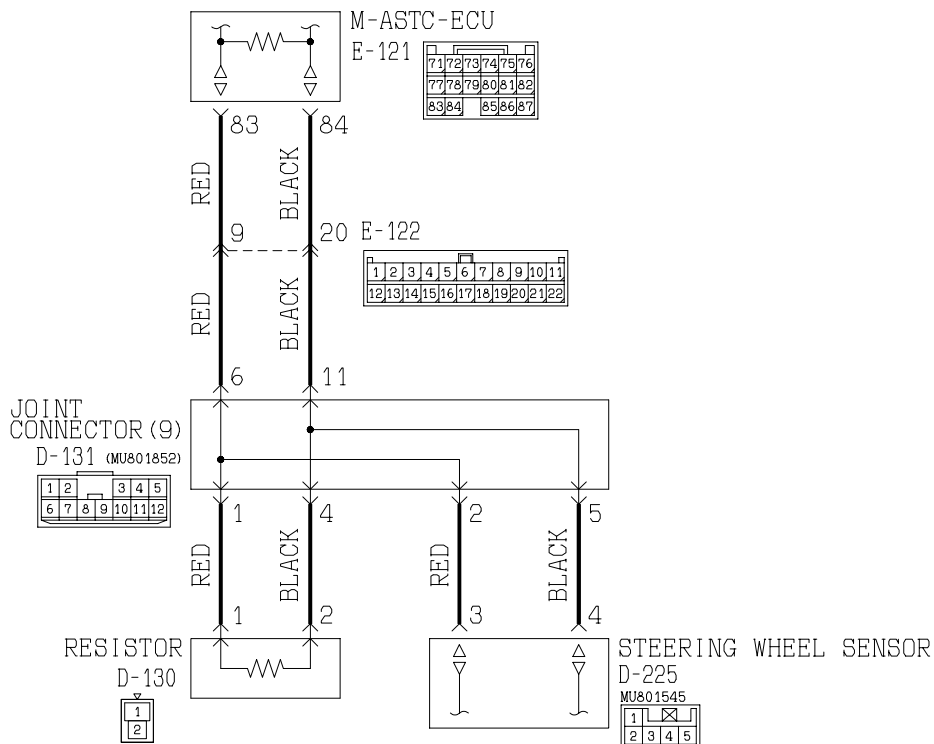 M-ASTC-ECU
E-121
71 72 73 74 75 76
77 78 79 80 81 82
83 84 85 86 87
83 84
RED BLACK
9 20 E-122
1 2 3 4 5 6 7 8 9 10 11
12 13 14 15 16 17 18 19 20 21 22
RED BLACK
6 11
JOINT
CONNECTOR (9)
D-131 (MU801852)
1 2 3 4 5
6 7 8 9 10 11 12
1 4 2 5
RED BLACK RED BLACK
1 2 3 4
RESISTOR
D-130
1
2
STEERING WHEEL SENSOR
D-225
MU801545
1
2 3 4 5